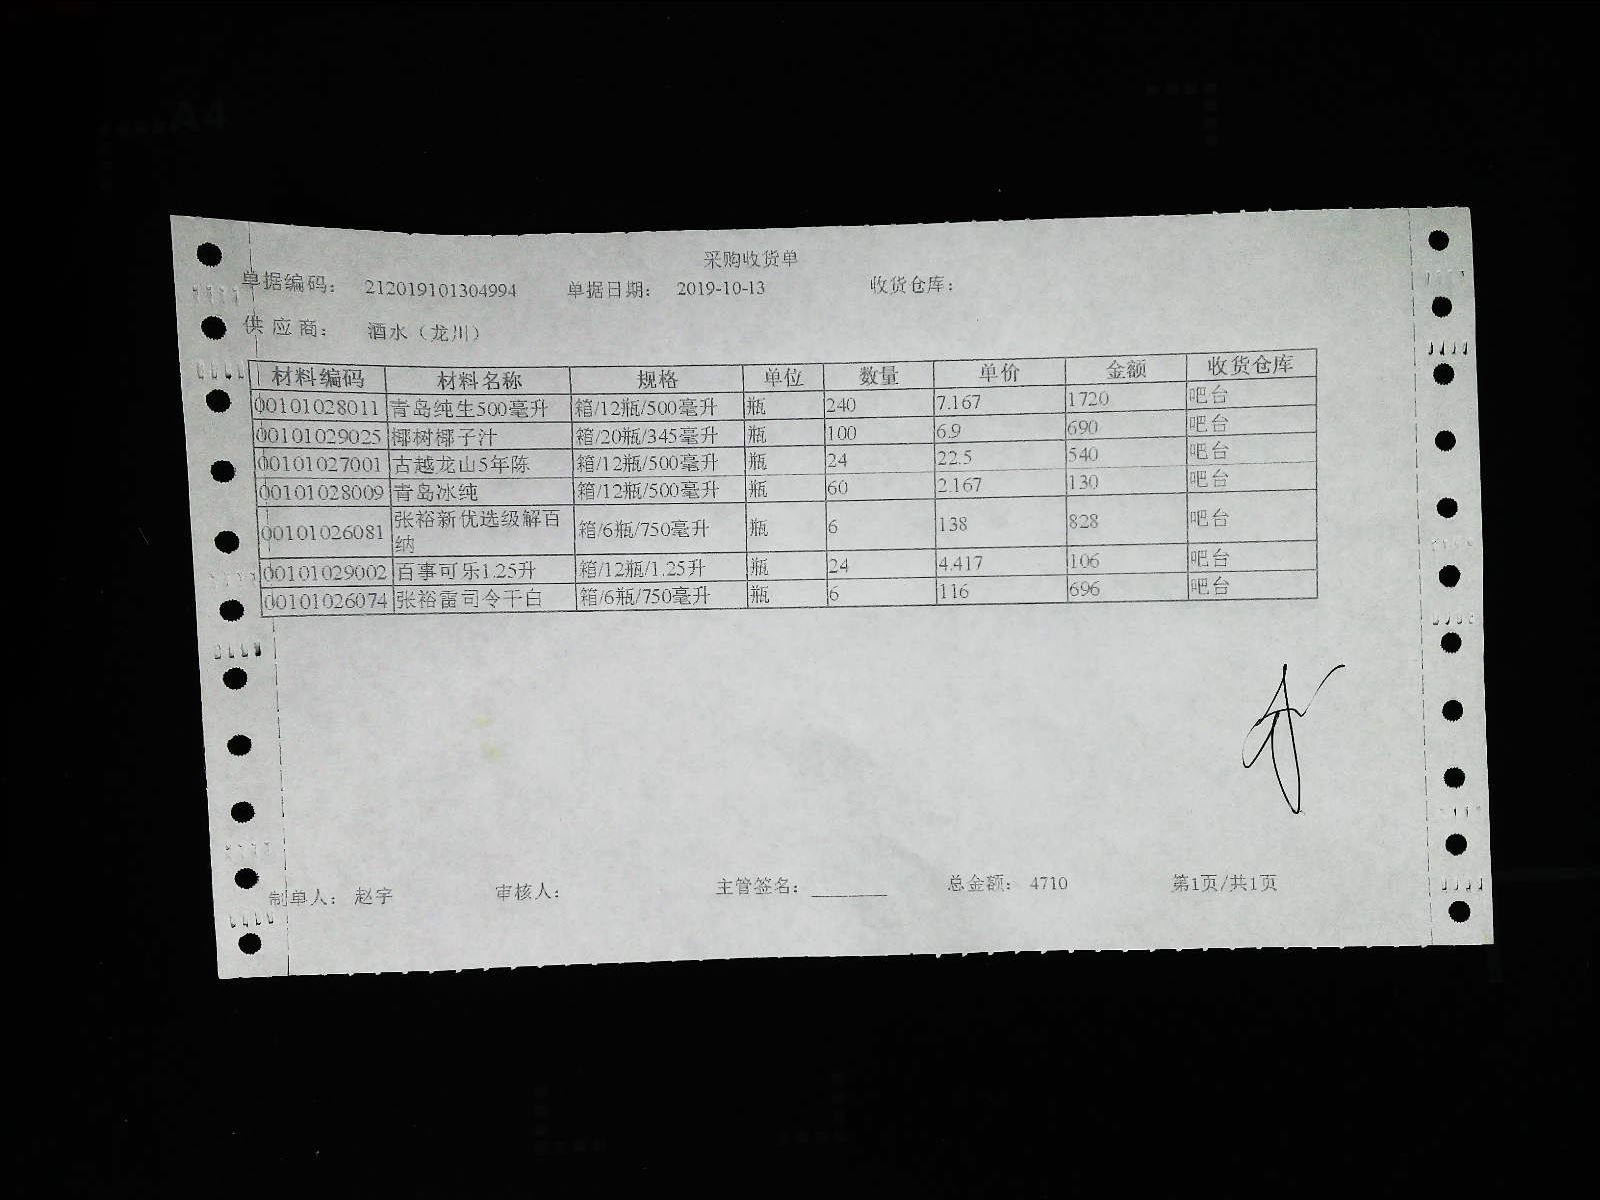 采购收货单
单据编码： 212019101304994 单据日期： 2019-10-13 收货仓库：
供 应 商： 酒水（龙川）
材料编码 材料名称 规格 单位 数量 单价 金额 收货仓库
00101028011 青岛纯生500毫升 箱/12瓶/500毫升 瓶 240 7.167 1720 吧台
00101029025 椰树椰子汁 箱/20瓶/345毫升 瓶 100 6.9 690 吧台
00101027001 古越龙山5年陈 箱/12瓶/500毫升 瓶 24 22.5 540 吧台
00101028009 青岛冰纯 箱/12瓶/500毫升 瓶 60 2.167 130 吧台
00101026081 张裕新优选级解百纳 箱/6瓶/750毫升 瓶 6 138 828 吧台
00101029002 百事可乐1.25升 箱/12瓶/1.25升 瓶 24 4.417 106 吧台
00101026074 张裕雷司令干白 箱/6瓶/750毫升 瓶 6 116 696 吧台
制单人： 赵宇 审核人： 主管签名：________ 总金额： 4710 第1页/共1页